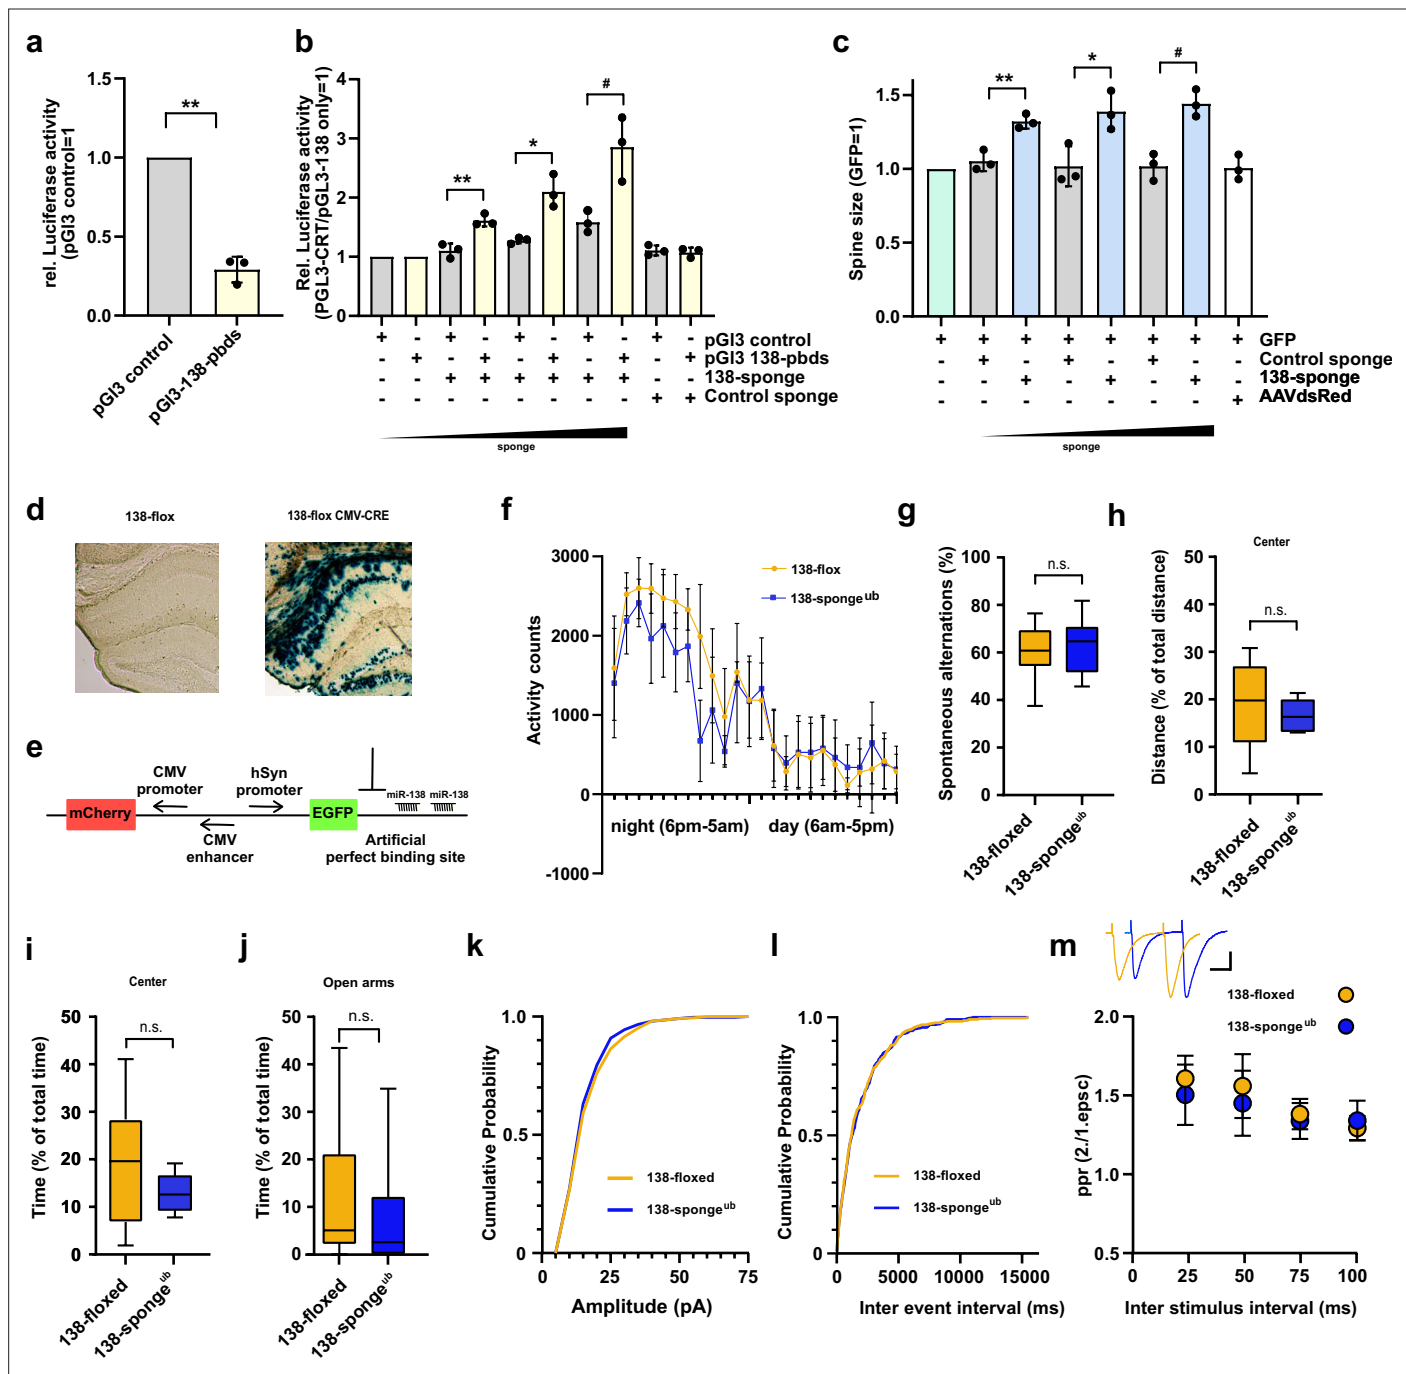 a
rel. Luciferase activity
(pGl3 control=1
1.5
1.0
0.5
0.0
**
pGl3 control
pGl3-138-pbds
b
Rel. Luciferase activity
(PGL3-CRT/pGL3-138 only=1)
4
3
2
1
0
**
*
#
+ - + - + - + - + - pGl3 control
- + - + - + - + - + pGl3 138-pbds
- - + + + + + + - - 138-sponge
- - - - - - - - + + Control sponge
sponge
c
Spine size (GFP=1)
1.5
1.0
0.5
0.0
**
*
#
+ + + + + + + + GFP
- + - + - + - - Control sponge
- - + - + - + - 138-sponge
- - - - - - - + AAVdsRed
sponge
d
138-flox
138-flox CMV-CRE
e
CMV
promoter
hSyn
promoter
mCherry
EGFP
miR-138 miR-138
CMV
enhancer
Artificial
perfect binding site
f
Activity counts
3000
2000
1000
0
-1000
138-flox
138-sponge ub
night (6pm-5am)
day (6am-5pm)
g
Spontaneous alternations (%)
100
80
60
40
20
0
n.s.
138-floxed
138-sponge ub
h
Center
Distance (% of total distance)
50
40
30
20
10
0
n.s.
138-floxed
138-sponge ub
i
Center
Time (% of total time)
50
40
30
20
10
0
n.s.
138-floxed
138-sponge ub
j
Open arms
Time (% of total time)
50
40
30
20
10
0
n.s.
138-floxed
138-sponge ub
k
Cumulative Probability
1.0
0.5
0
138-floxed
138-sponge ub
0 25 50 75
Amplitude (pA)
l
Cumulative Probability
1.0
0.5
0
138-floxed
138-sponge ub
0 5000 10000 15000
Inter event interval (ms)
m
138-floxed
138-sponge ub
ppr (2./1.epsc)
2.0
1.5
1.0
0.5
0 25 50 75 100
Inter stimulus interval (ms)